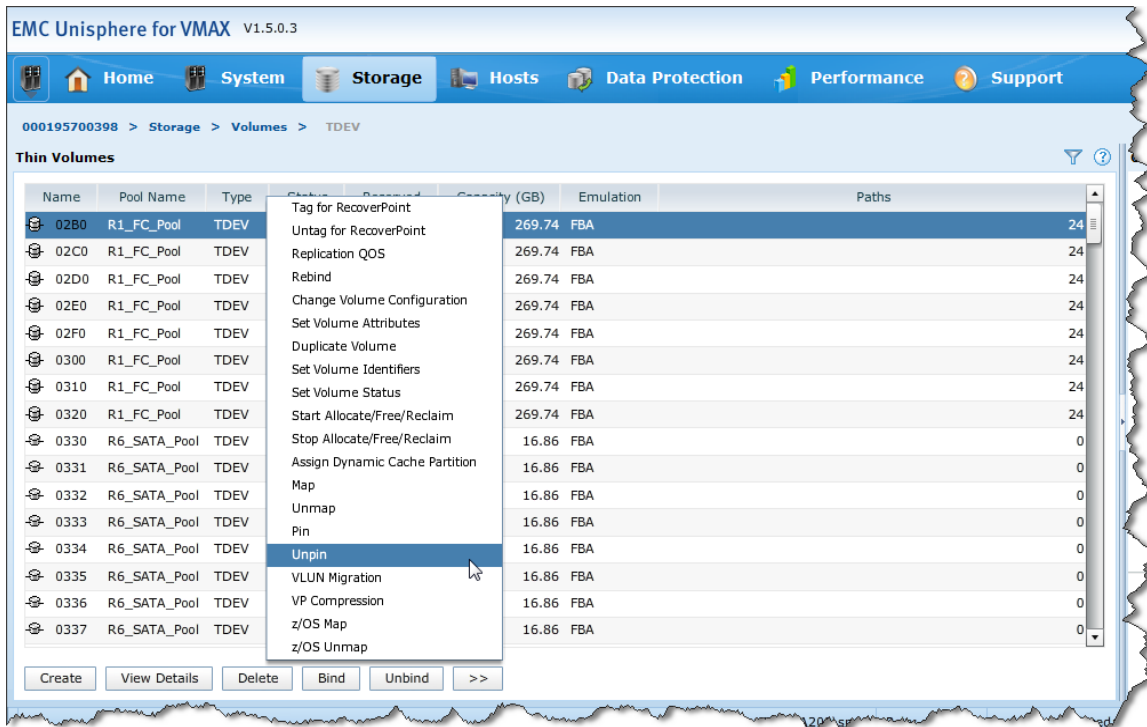 EMC Unisphere for VMAX V1.5.0.3
Home System Storage Hosts Data Protection Performance Support
000195700398 > Storage > Volumes > TDEV
Thin Volumes
Name Pool Name Type Status Reserved Capacity (GB) Emulation Paths
02B0 R1_FC_Pool TDEV 269.74 FBA 24
02C0 R1_FC_Pool TDEV 269.74 FBA 24
02D0 R1_FC_Pool TDEV 269.74 FBA 24
02E0 R1_FC_Pool TDEV 269.74 FBA 24
02F0 R1_FC_Pool TDEV 269.74 FBA 24
0300 R1_FC_Pool TDEV 269.74 FBA 24
0310 R1_FC_Pool TDEV 269.74 FBA 24
0320 R1_FC_Pool TDEV 269.74 FBA 24
0330 R6_SATA_Pool TDEV 16.86 FBA 0
0331 R6_SATA_Pool TDEV 16.86 FBA 0
0332 R6_SATA_Pool TDEV 16.86 FBA 0
0333 R6_SATA_Pool TDEV 16.86 FBA 0
0334 R6_SATA_Pool TDEV 16.86 FBA 0
0335 R6_SATA_Pool TDEV 16.86 FBA 0
0336 R6_SATA_Pool TDEV 16.86 FBA 0
0337 R6_SATA_Pool TDEV 16.86 FBA 0
Tag for RecoverPoint
Untag for RecoverPoint
Replication QOS
Rebind
Change Volume Configuration
Set Volume Attributes
Duplicate Volume
Set Volume Identifiers
Set Volume Status
Start Allocate/Free/Reclaim
Stop Allocate/Free/Reclaim
Assign Dynamic Cache Partition
Map
Unmap
Pin
Unpin
VLUN Migration
VP Compression
z/OS Map
z/OS Unmap
Create View Details Delete Bind Unbind >>